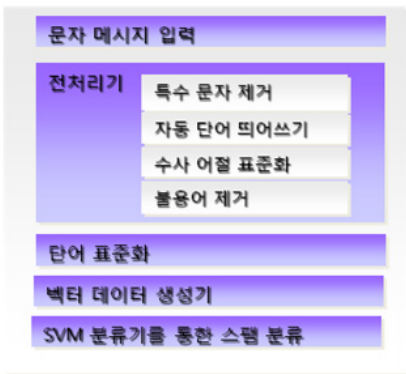 문자 메시지 입력
전처리기
특수 문자 제거
자동 단어 띄어쓰기
수사 어절 표준화
불용어 제거
단어 표준화
벡터 데이터 생성기
SVM 분류기를 통한 스팸 분류